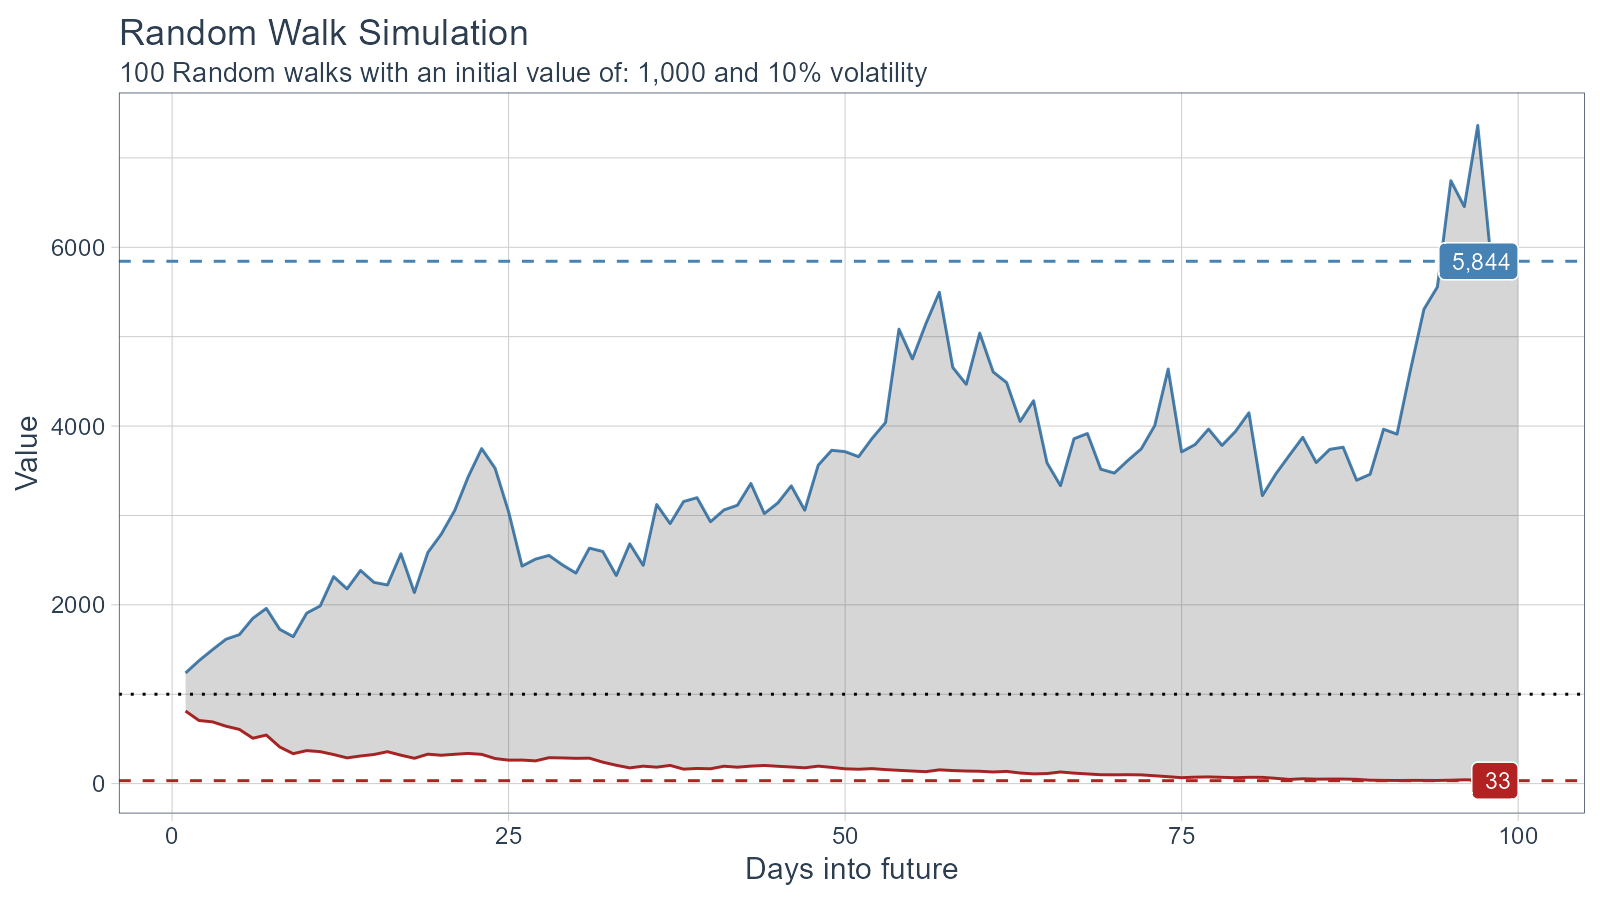 Random Walk Simulation
100 Random walks with an initial value of: 1,000 and 10% volatility
Value
6000
4000
2000
0
5,844
33
0
25
50
75
100
Days into future